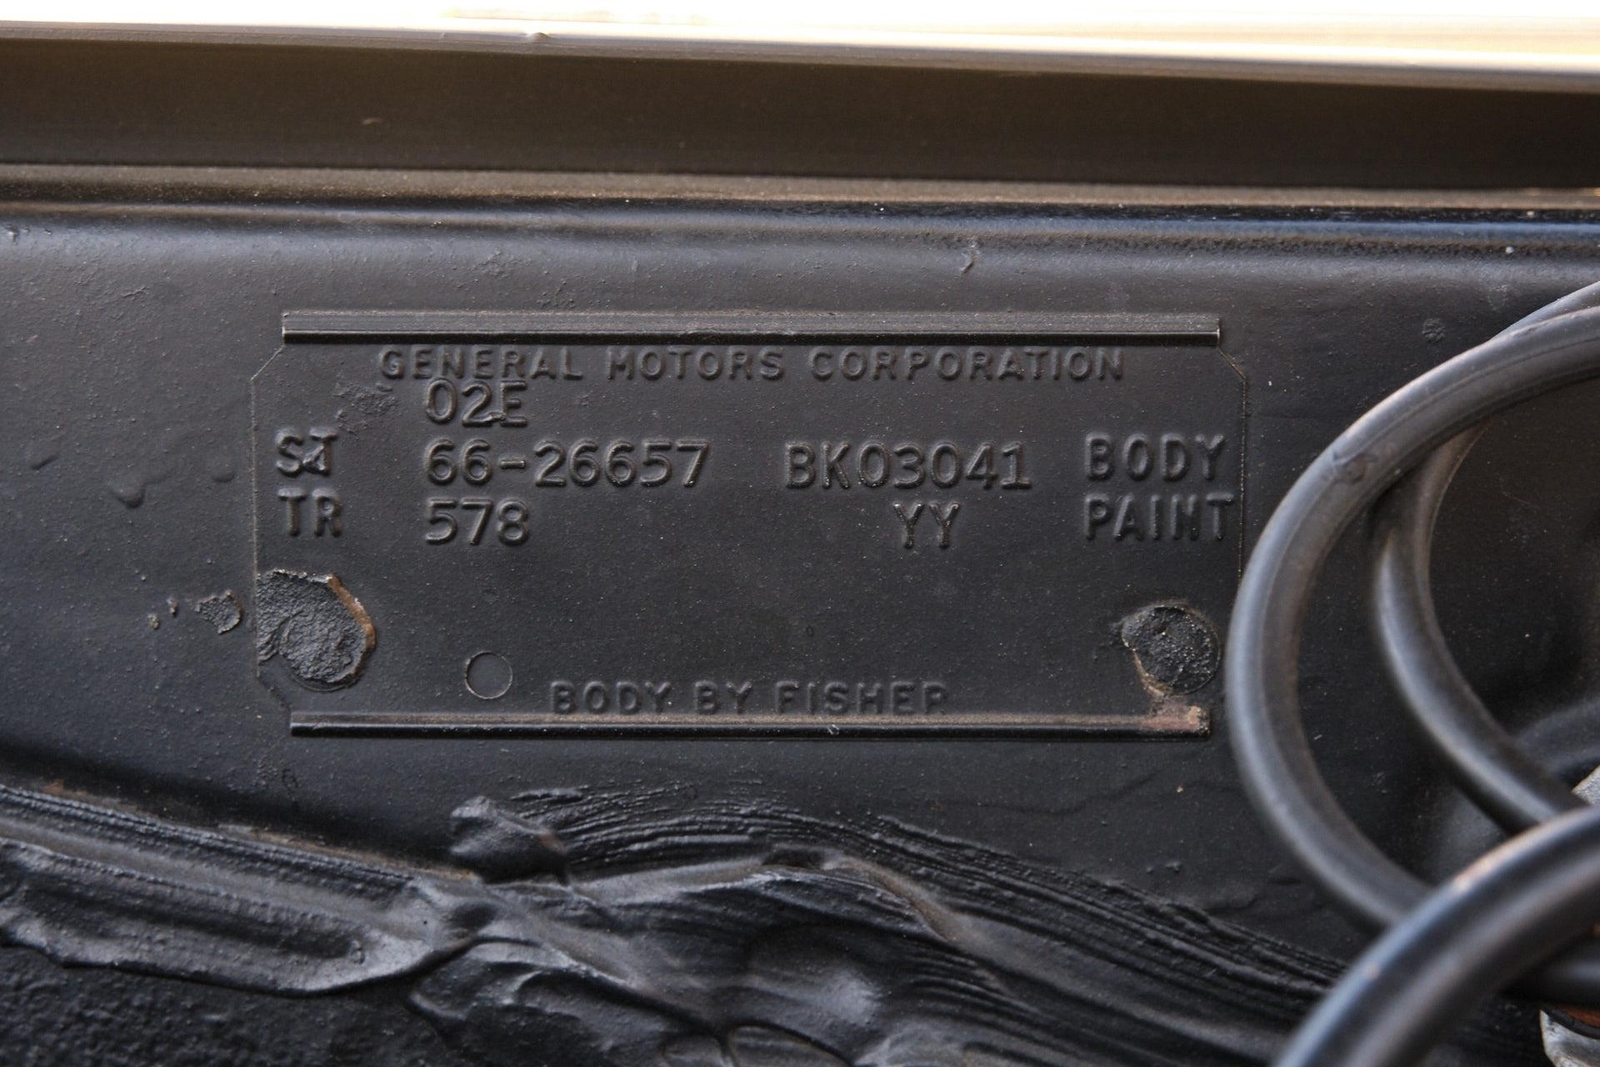 GENERAL MOTORS CORPORATION
02E
ST 66-26657 BK03041 BODY
TR 578 YY PAINT
BODY BY FISHER